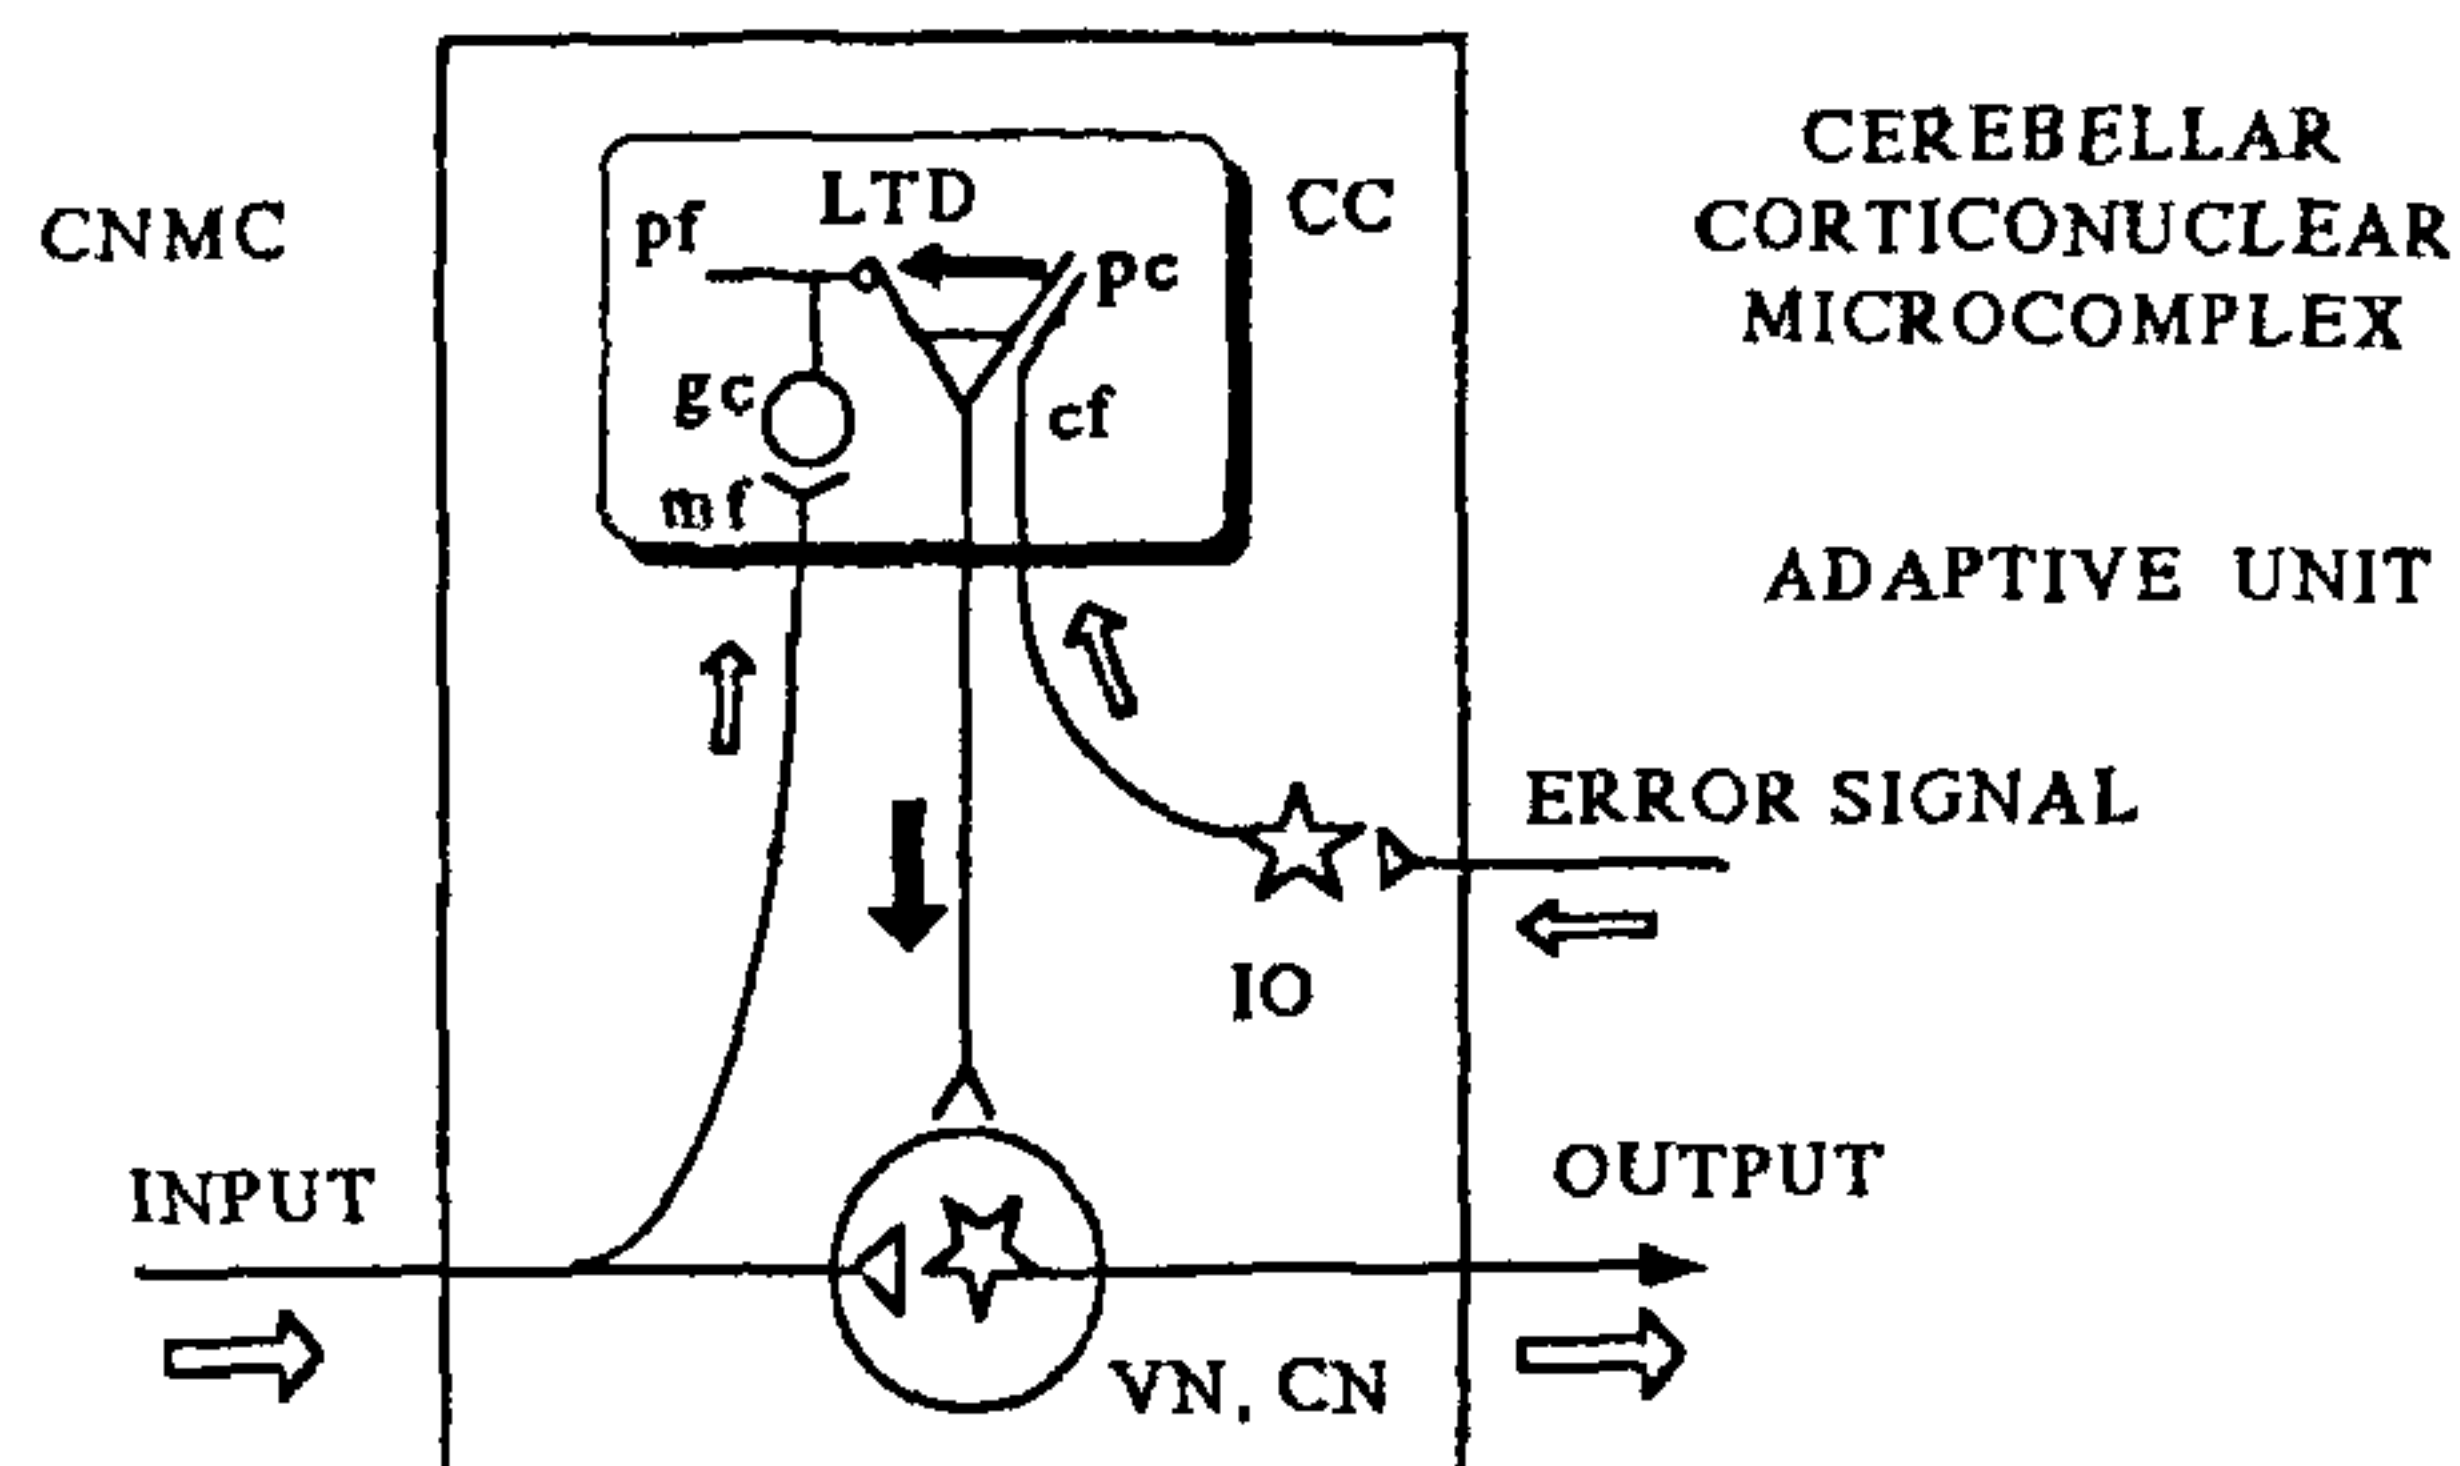 CNMC
LTD
pf
pc
CC
gc
cf
mf
CEREBELLAR
CORTICONUCLEAR
MICROCOMPLEX
ADAPTIVE UNIT
ERROR SIGNAL
IO
INPUT
OUTPUT
VN, CN